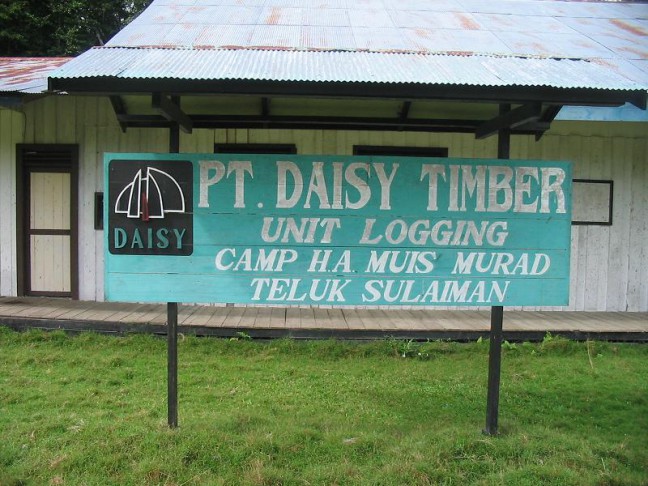 PT. DAISY TIMBER
UNIT LOGGING
CAMP H.A. MUIS MURAD
TELUK SULAIMAN
DAISY